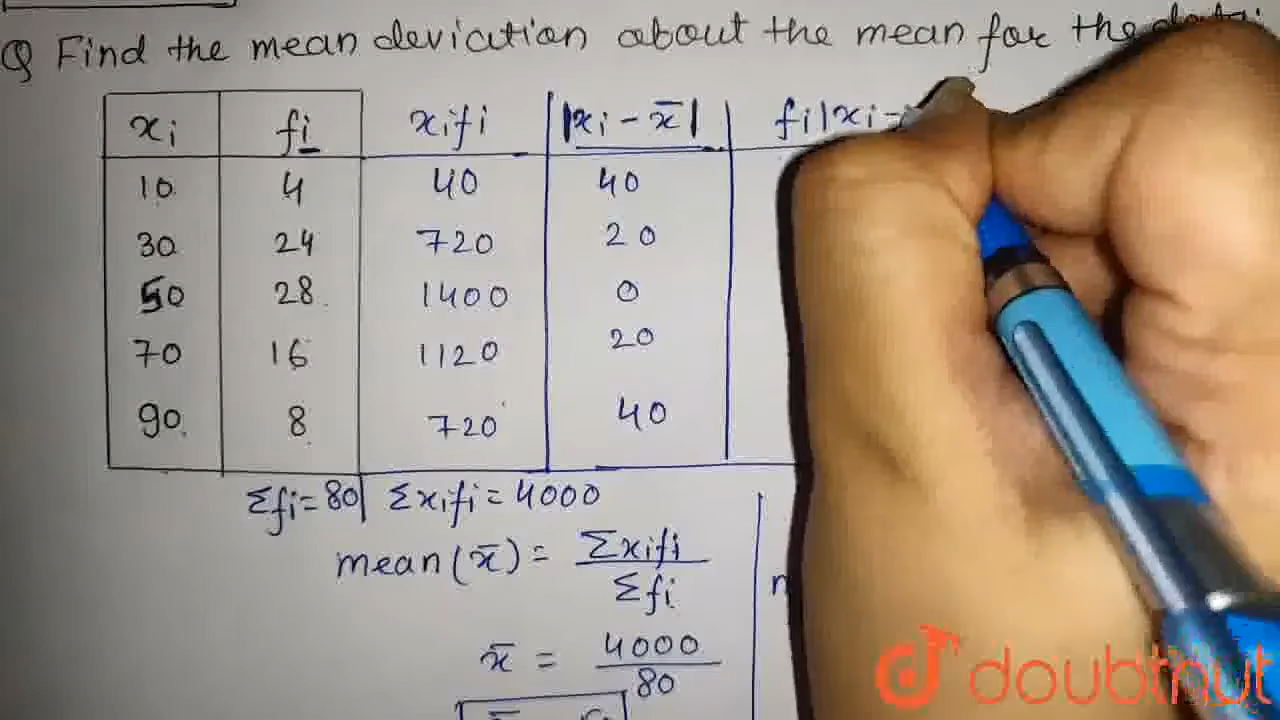 Q Find the mean deviation about the mean for the data:
xi fi xifi |xi - x̄| fi|xi -
10 4 40 40
30 24 720 20
50 28 1400 0
70 16 1120 20
90 8 720 40
Σfi = 80 Σxifi = 4000
mean (x̄) = Σxifi
Σfi
x̄ = 4000
80
doubtnut